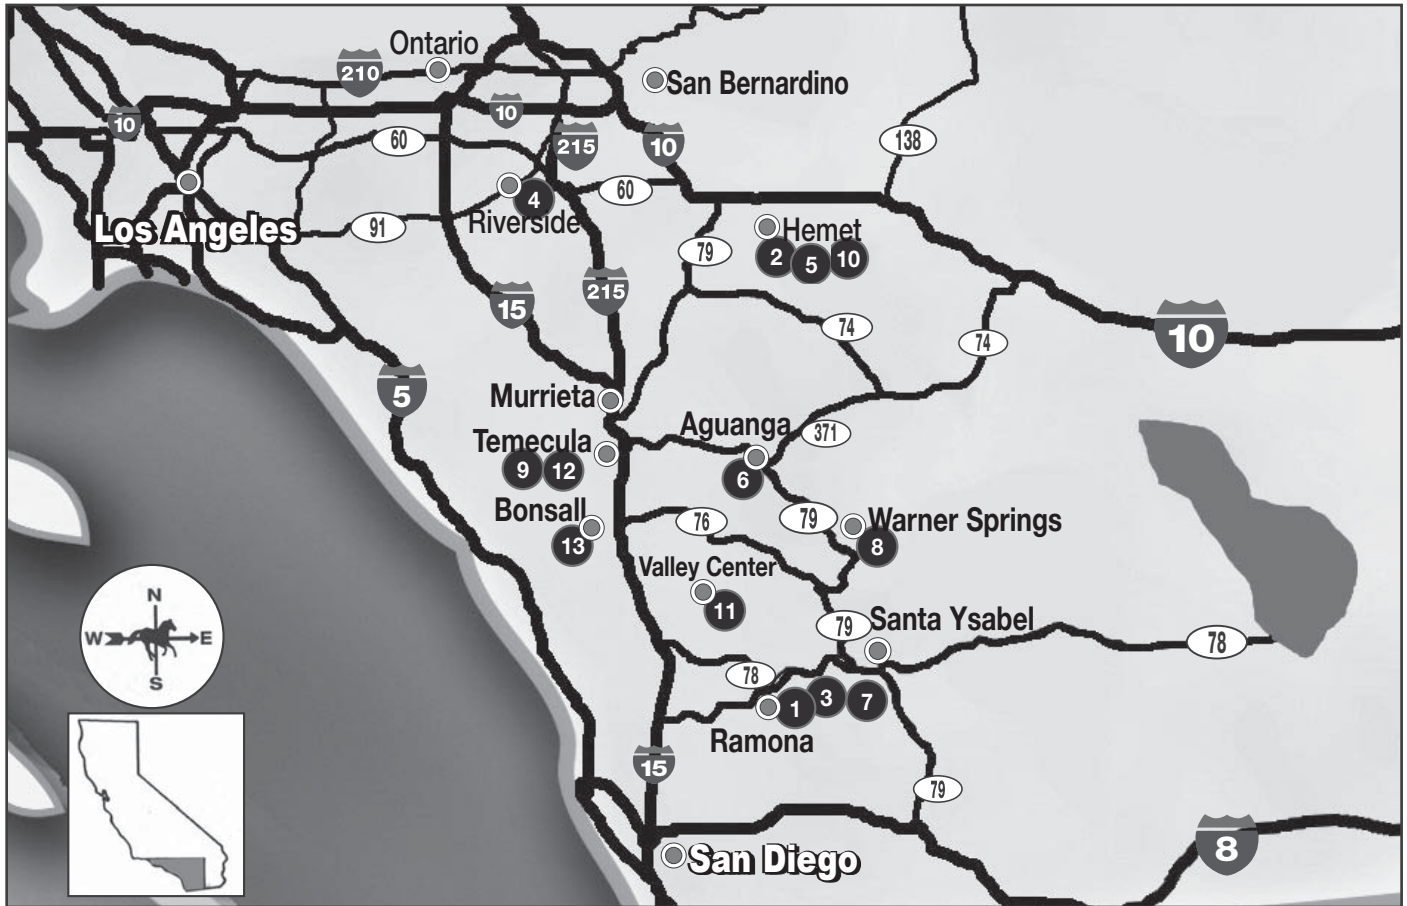 Ontario
210
San Bernardino
10
10
60
215
10
138
4
60
Riverside
Los Angeles
91
Hemet
79
2
5
10
215
15
74
74
10
5
Murrieta
Aguanga
371
Temecula
9
12
6
Bonsall
76
79
Warner Springs
13
8
Valley Center
11
N
W
E
S
79
Santa Ysabel
78
78
1
3
7
Ramona
15
79
San Diego
8